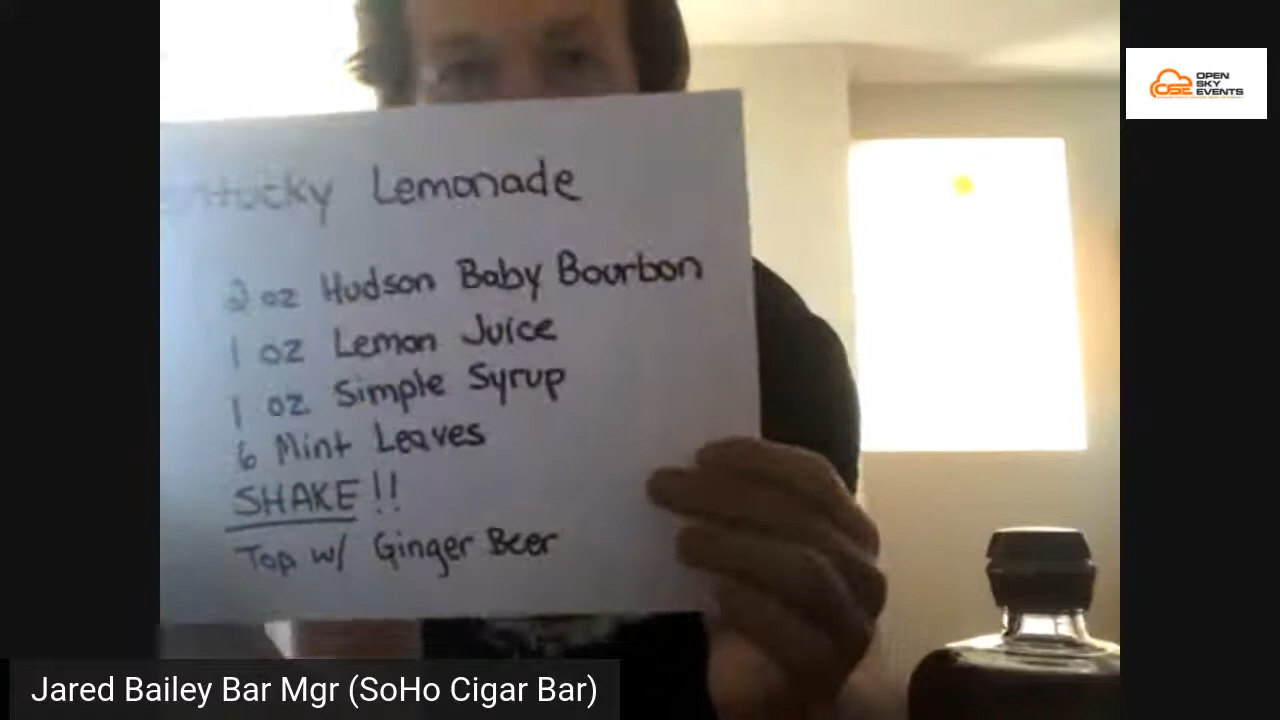 OPEN
SKY
EVENTS
OSE
ntucky Lemonade
2 oz Hudson Baby Bourbon
1 oz Lemon Juice
1 oz Simple Syrup
6 Mint Leaves
SHAKE!!
Top w/ Ginger Beer
Jared Bailey Bar Mgr (SoHo Cigar Bar)